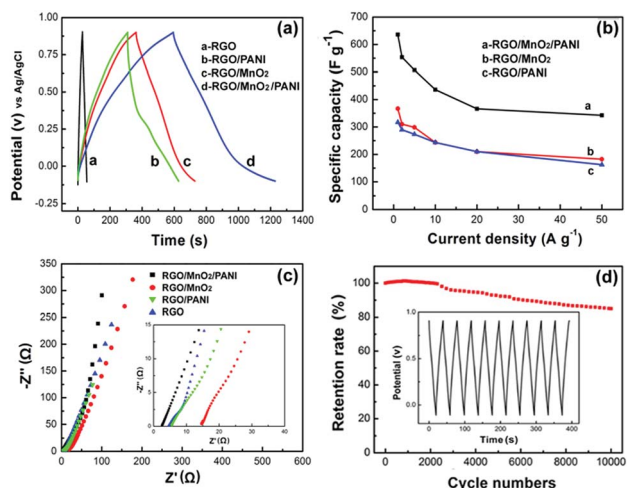 (a)
a-RGO
b-RGO/PANI
c-RGO/MnO₂
d-RGO/MnO₂/PANI
Potential (v) vs Ag/AgCl
1.00
0.75
0.50
0.25
0.00
-0.25
a
b
c
d
0 200 400 600 800 1000 1200 1400
Time (s)
(b)
a-RGO/MnO₂/PANI
b-RGO/MnO₂
c-RGO/PANI
Specific capacity (F g⁻¹)
700
600
500
400
300
200
100
0
a
b
c
0 10 20 30 40 50
Current density (A g⁻¹)
(c)
RGO/MnO₂/PANI
RGO/MnO₂
RGO/PANI
RGO
-Z''(Ω)
350
300
250
200
150
100
50
0
-Z''(Ω)
15
10
5
0
0 10 20 30 40
Z'(Ω)
0 100 200 300 400 500 600
Z'(Ω)
(d)
Retention rate (%)
120
100
80
60
40
20
0
Potential (v)
1.0
0.5
0.0
0 100 200 300 400
Time (s)
0 2000 4000 6000 8000 10000
Cycle numbers